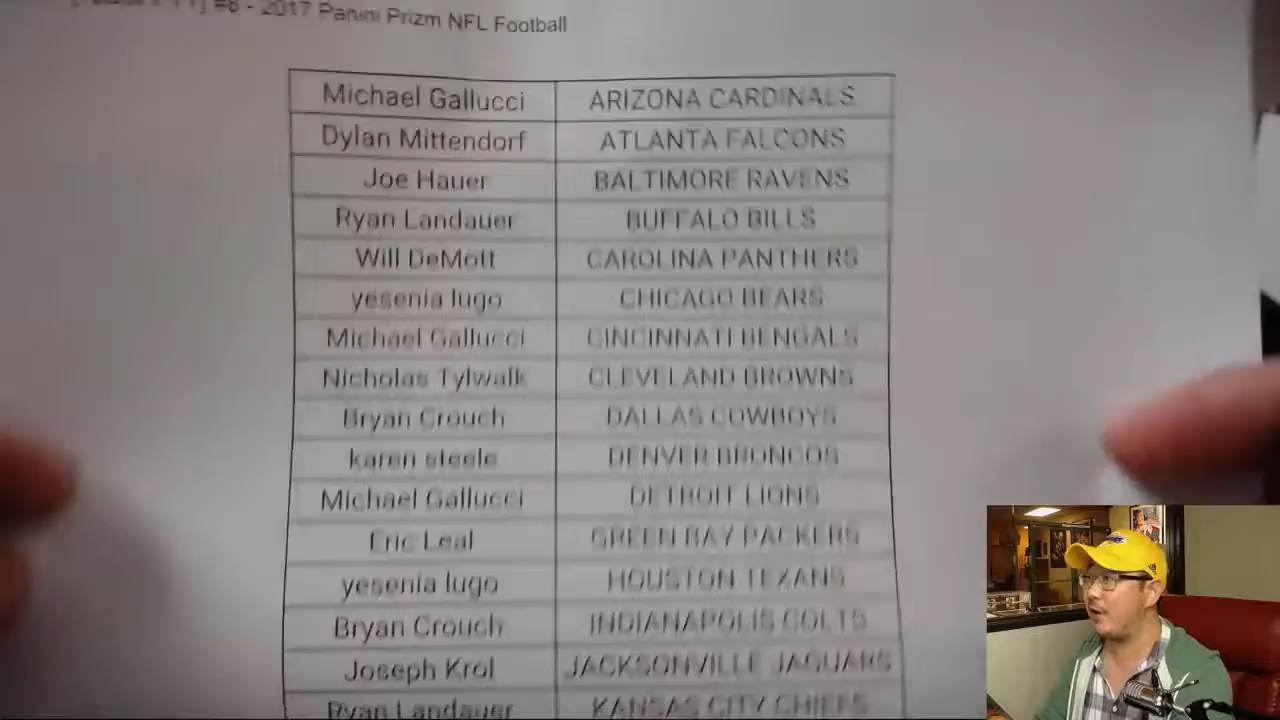 #8 - 2017 Panini Prizm NFL Football
Michael Gallucci ARIZONA CARDINALS
Dylan Mittendorf ATLANTA FALCONS
Joe Hauer BALTIMORE RAVENS
Ryan Landauer BUFFALO BILLS
Will DeMott CAROLINA PANTHERS
yesenia lugo CHICAGO BEARS
Michael Gallucci CINCINNATI BENGALS
Nicholas Tylwalk CLEVELAND BROWNS
Bryan Crouch DALLAS COWBOYS
karen steele DENVER BRONCOS
Michael Gallucci DETROIT LIONS
Eric Leal GREEN BAY PACKERS
yesenia lugo HOUSTON TEXANS
Bryan Crouch INDIANAPOLIS COLTS
Joseph Krol JACKSONVILLE JAGUARS
Ryan Landauer KANSAS CITY CHIEFS